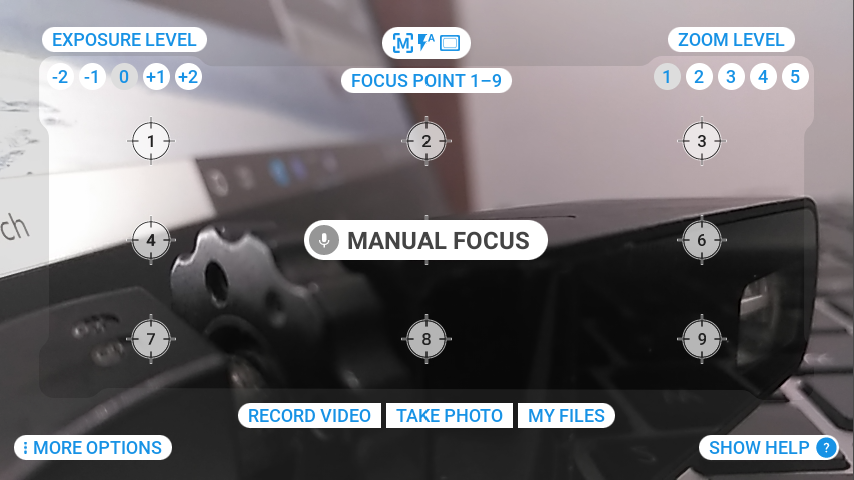 EXPOSURE LEVEL
M A
ZOOM LEVEL
-2 -1 0 +1 +2
FOCUS POINT 1–9
1 2 3 4 5
1 2 3
ch
4 MANUAL FOCUS 6
7 8 9
RECORD VIDEO TAKE PHOTO MY FILES
MORE OPTIONS
SHOW HELP ?